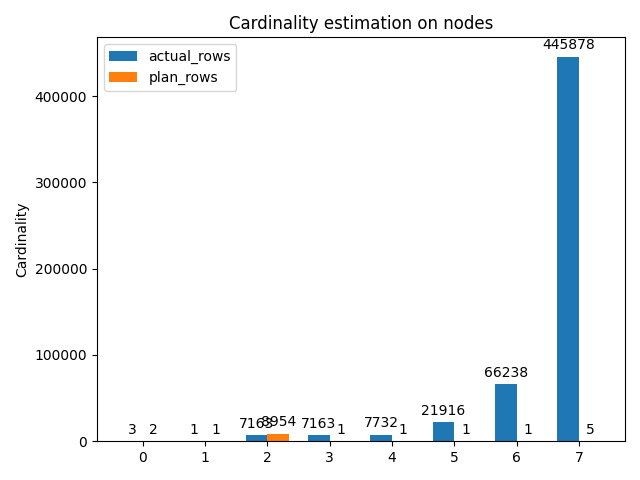 Cardinality estimation on nodes
actual_rows
plan_rows
Cardinality
400000
300000
200000
100000
0
3 2 1 1 7163 8954 7163 1 7732 1 21916 1 66238 1 445878 5
0 1 2 3 4 5 6 7